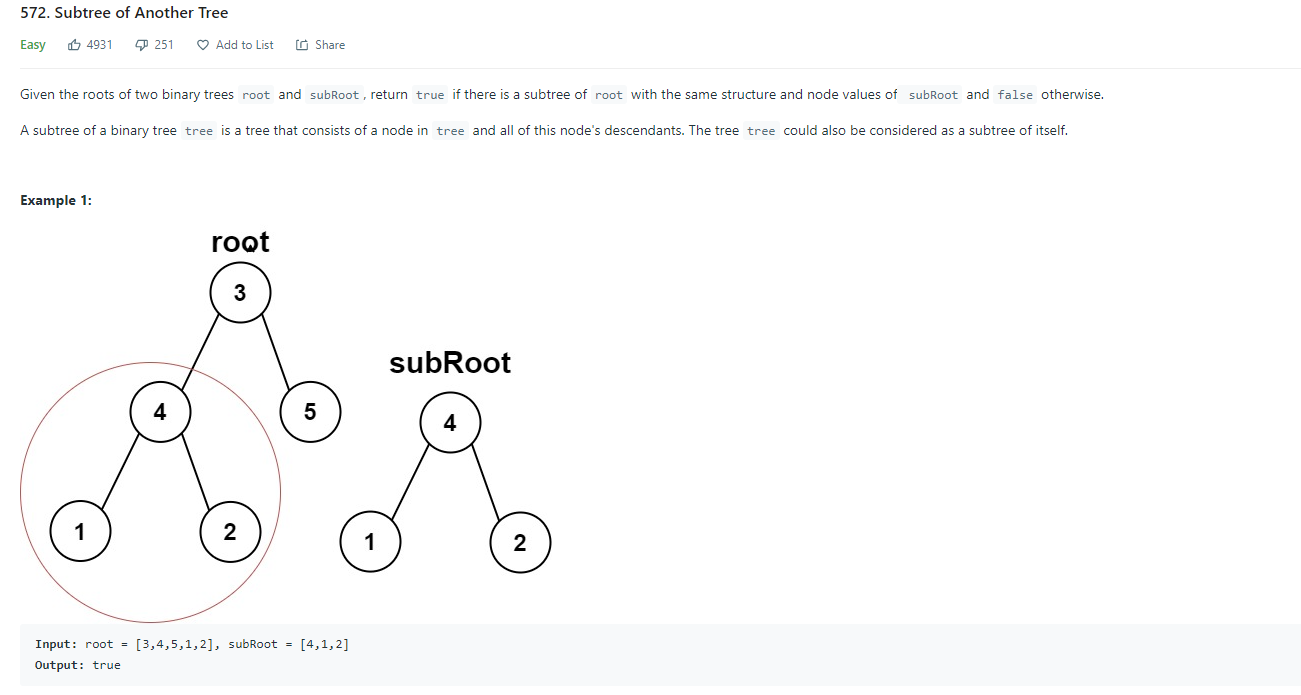 572. Subtree of Another Tree
Easy 4931 251 Add to List Share
Given the roots of two binary trees root and subRoot, return true if there is a subtree of root with the same structure and node values of subRoot and false otherwise.
A subtree of a binary tree tree is a tree that consists of a node in tree and all of this node's descendants. The tree tree could also be considered as a subtree of itself.
Example 1:
root
3
subRoot
4
5
4
1
2
1
2
Input: root = [3,4,5,1,2], subRoot = [4,1,2]
Output: true